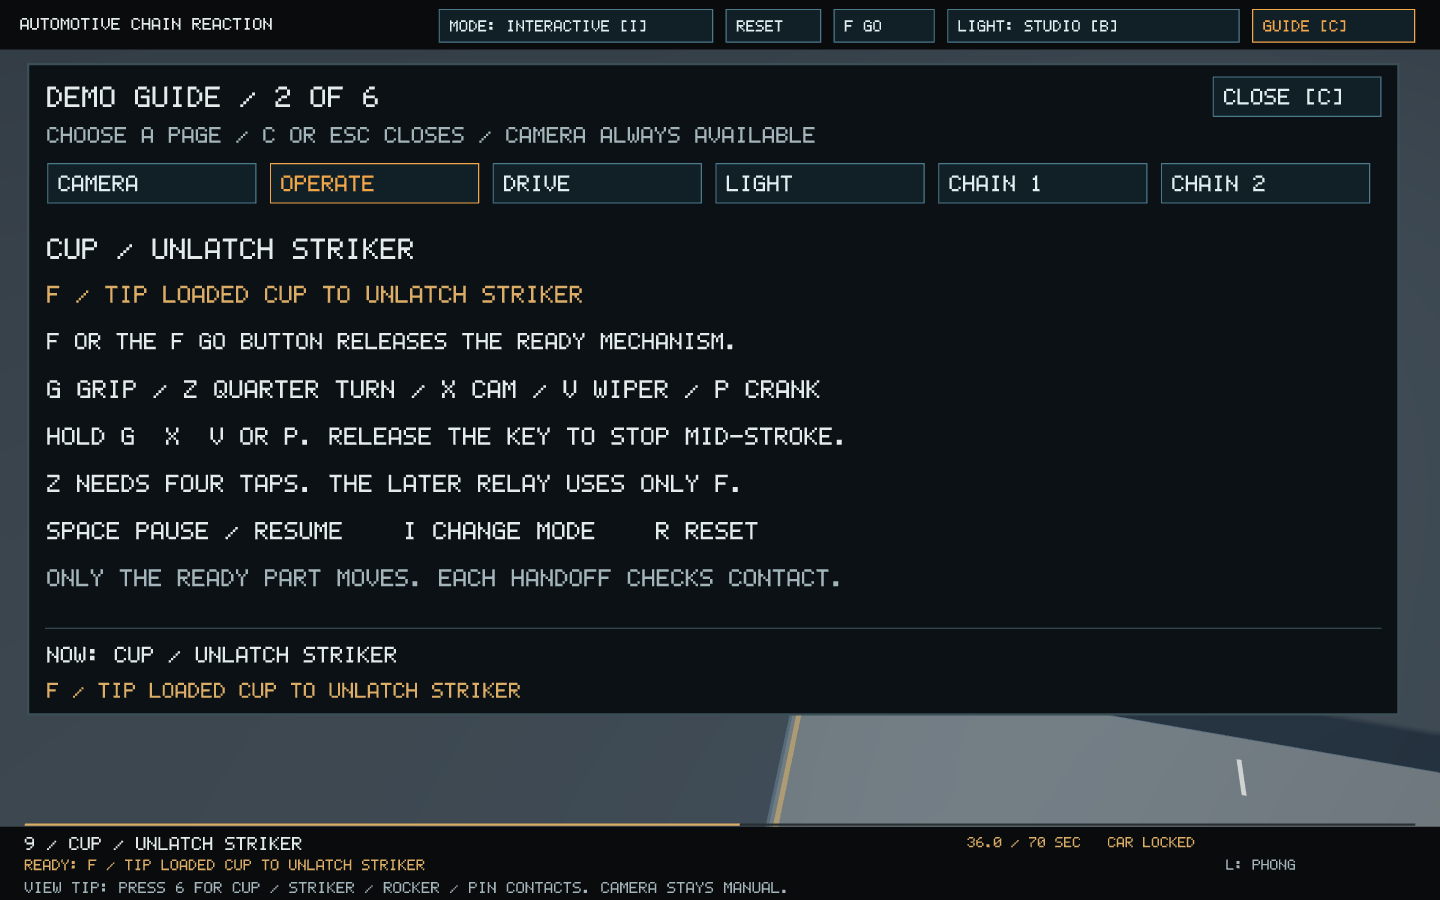 AUTOMOTIVE CHAIN REACTION
MODE: INTERACTIVE [I]
RESET
F GO
LIGHT: STUDIO [B]
GUIDE [C]
DEMO GUIDE / 2 OF 6
CLOSE [C]
CHOOSE A PAGE / C OR ESC CLOSES / CAMERA ALWAYS AVAILABLE
CAMERA
OPERATE
DRIVE
LIGHT
CHAIN 1
CHAIN 2
CUP / UNLATCH STRIKER
F / TIP LOADED CUP TO UNLATCH STRIKER
F OR THE F GO BUTTON RELEASES THE READY MECHANISM.
G GRIP / Z QUARTER TURN / X CAM / V WIPER / P CRANK
HOLD G  X  V OR P. RELEASE THE KEY TO STOP MID-STROKE.
Z NEEDS FOUR TAPS. THE LATER RELAY USES ONLY F.
SPACE PAUSE / RESUME    I CHANGE MODE    R RESET
ONLY THE READY PART MOVES. EACH HANDOFF CHECKS CONTACT.
NOW: CUP / UNLATCH STRIKER
F / TIP LOADED CUP TO UNLATCH STRIKER
9 / CUP / UNLATCH STRIKER
36.0 / 70 SEC   CAR LOCKED
READY: F / TIP LOADED CUP TO UNLATCH STRIKER
L: PHONG
VIEW TIP: PRESS 6 FOR CUP / STRIKER / ROCKER / PIN CONTACTS. CAMERA STAYS MANUAL.